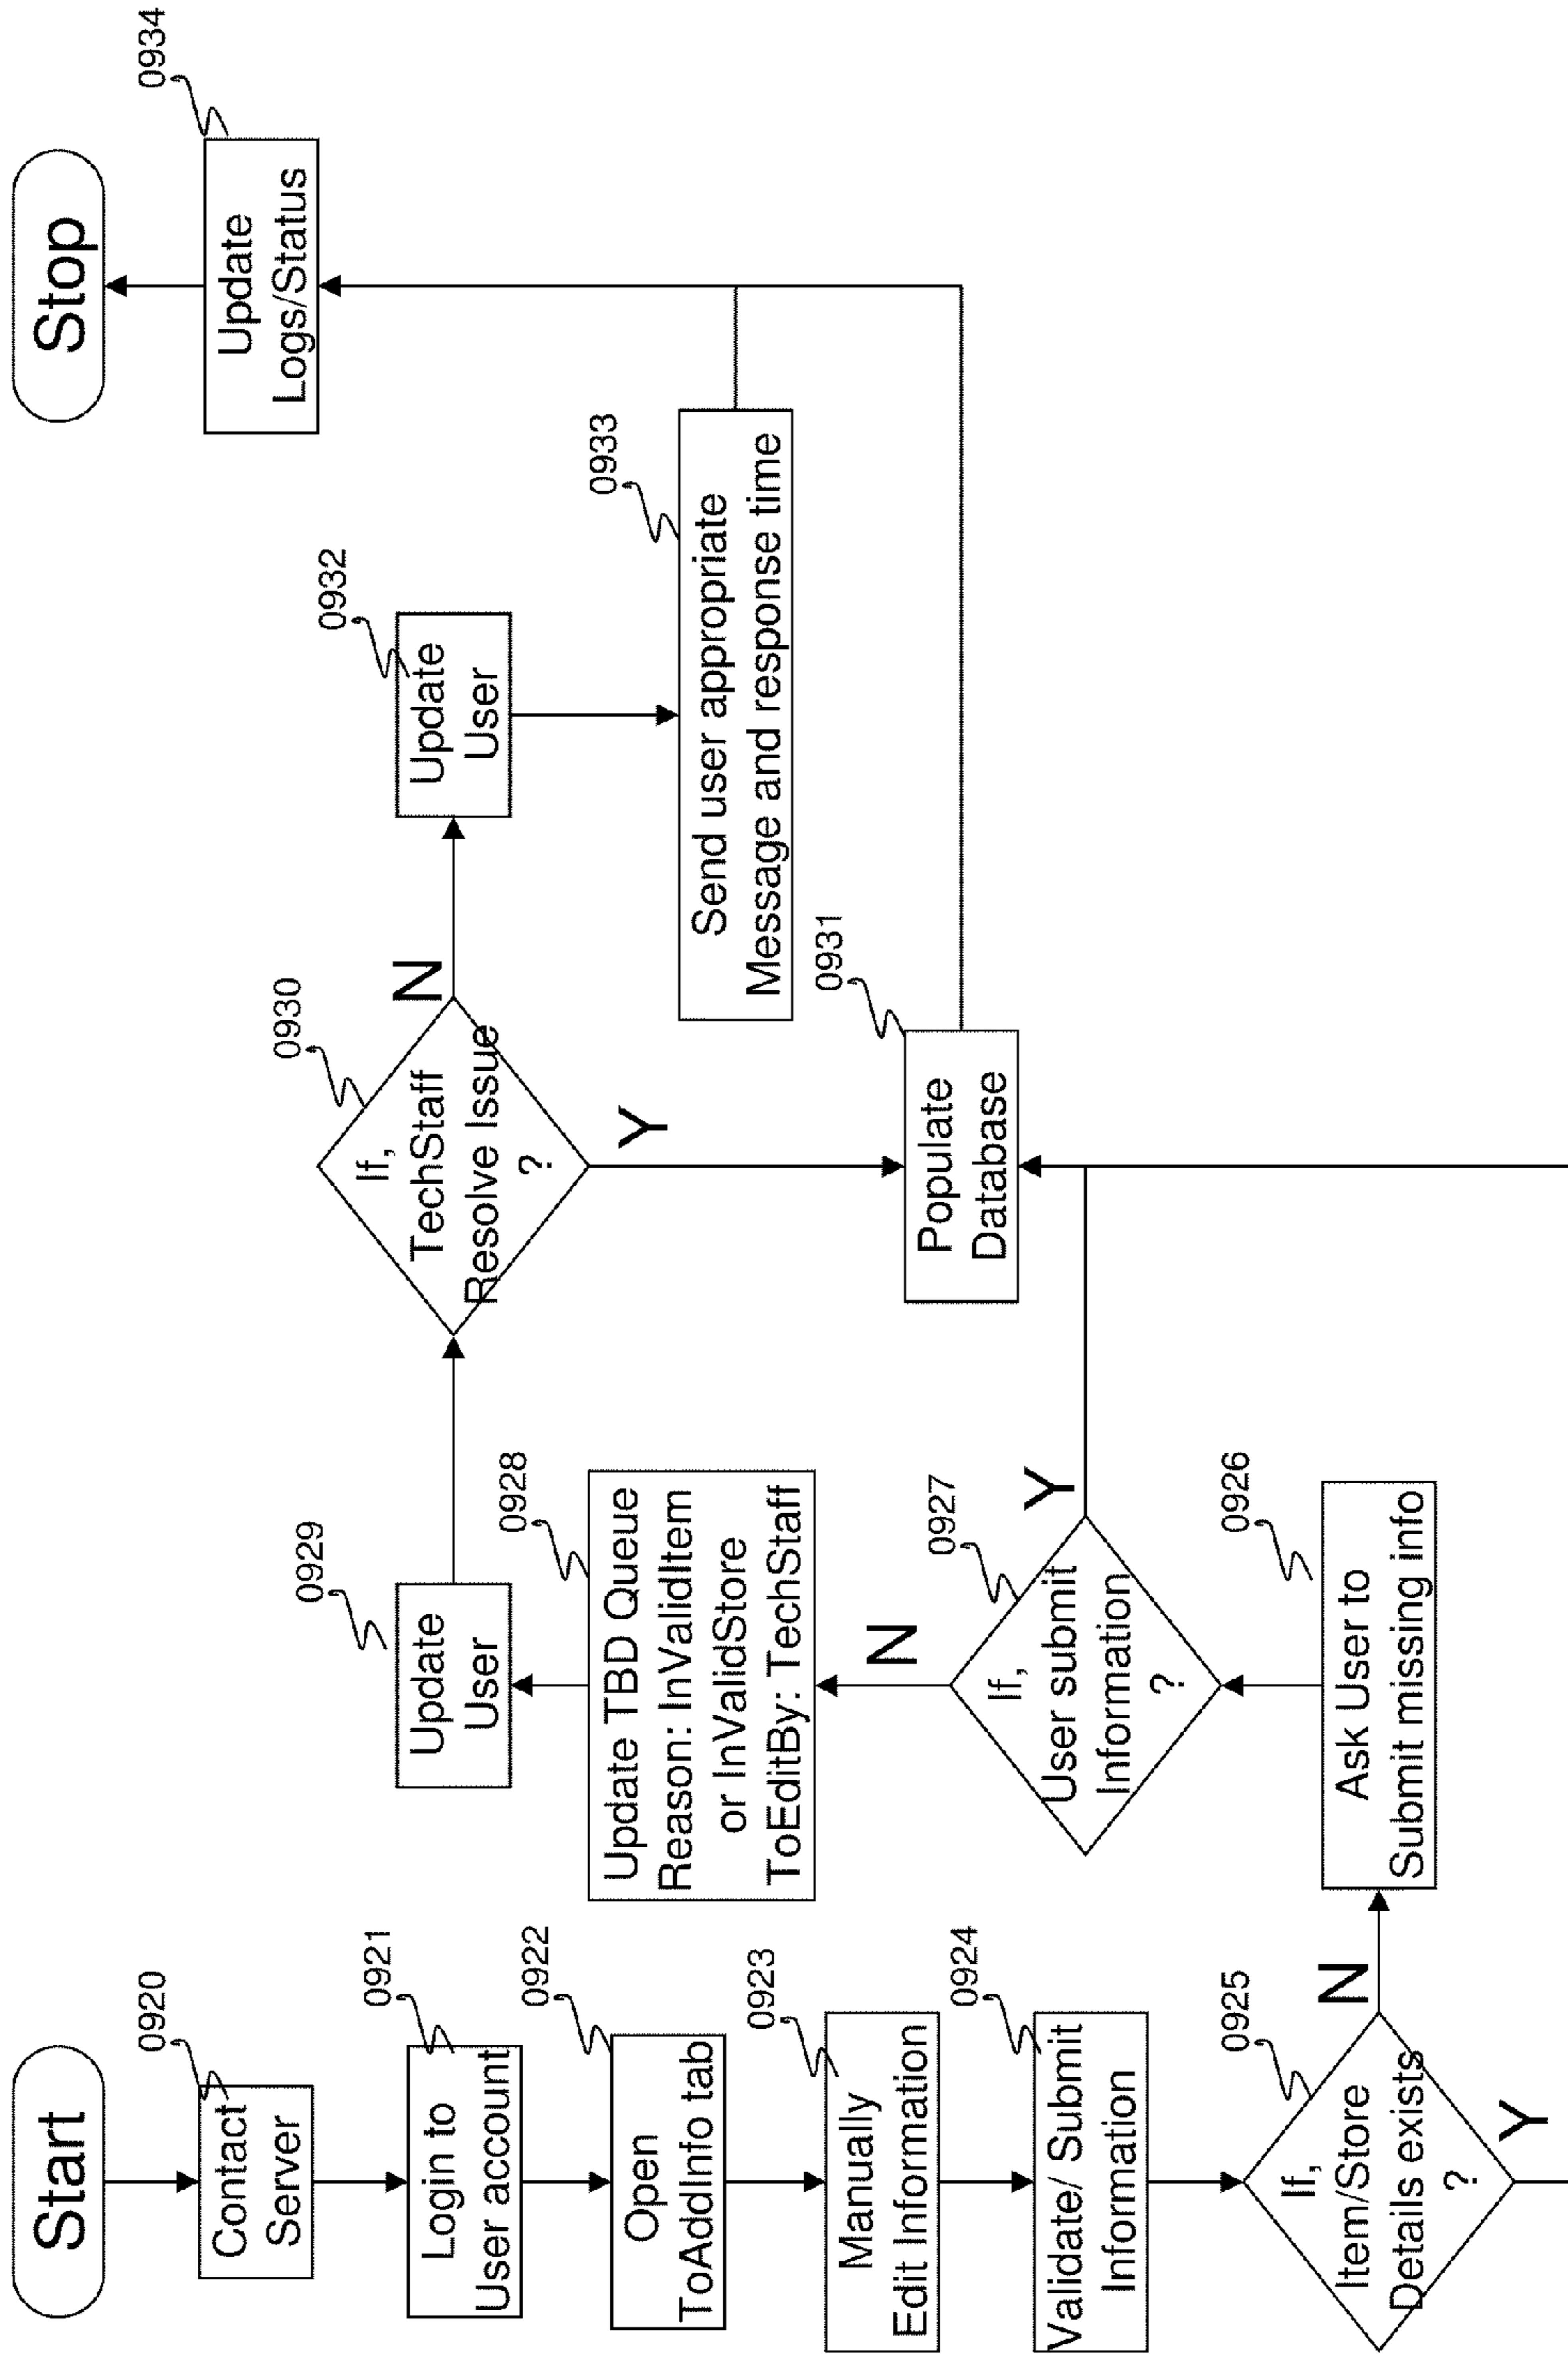 Start
0920
Contact
Server
0921
Login to
User account
0922
Open
ToAddInfo tab
0923
Manually
Edit Information
0924
Validate/ Submit
Information
0925
If,
Item/Store
Details exists
?
N
Y
0926
Ask User to
Submit missing info
0927
If,
User submit
Information
?
N
Y
0928
Update TBD Queue
Reason: InValidItem
or InValidStore
ToEditBy: TechStaff
0929
Update
User
0930
If,
TechStaff
Resolve Issue
?
N
Y
0931
Populate
Database
0932
Update
User
0933
Send user appropriate
Message and response time
0934
Update
Logs/Status
Stop